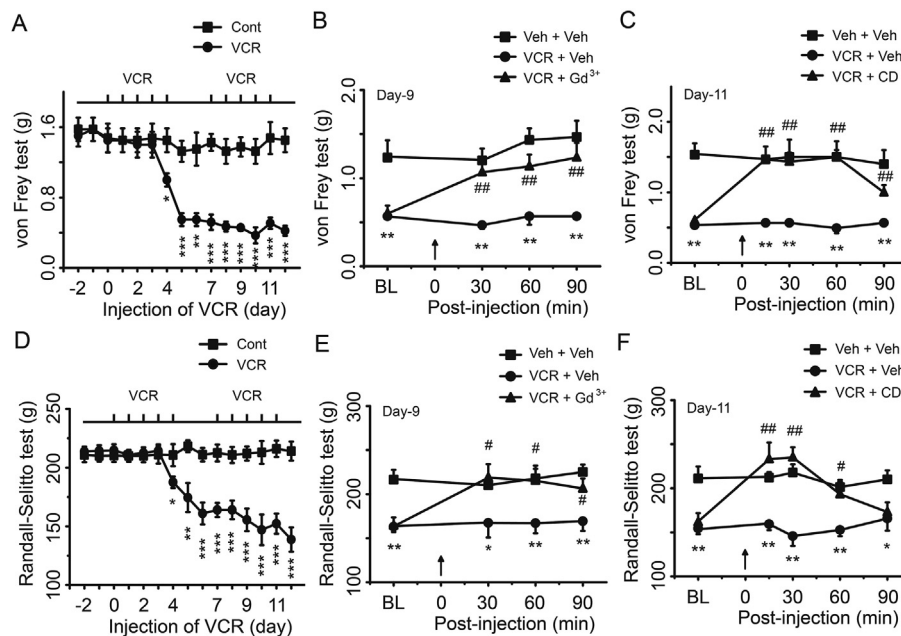 A
Cont
VCR
VCR VCR
von Frey test (g)
1.6
0.8
0.0
* *** ** *** *** *** *** *** ***
-2 0 2 4 7 9 11
Injection of VCR (day)
B
Veh + Veh
VCR + Veh
VCR + Gd3+
Day-9
von Frey test (g)
2.0
1.0
0.0
## ## ##
** ** ** **
BL 0 30 60 90
Post-injection (min)
C
Veh + Veh
VCR + Veh
VCR + CD
Day-11
von Frey test (g)
2.0
1.0
0.0
## ## ## ##
** ** ** ** **
BL 0 30 60 90
Post-injection (min)
D
Cont
VCR
VCR VCR
Randall-Selitto test (g)
250
200
150
100
* ** *** *** *** *** *** *** ***
-2 0 2 4 7 9 11
Injection of VCR (day)
E
Veh + Veh
VCR + Veh
VCR + Gd3+
Day-9
Randall-Selitto test (g)
300
200
100
# # #
** * ** **
BL 0 30 60 90
Post-injection (min)
F
Veh + Veh
VCR + Veh
VCR + CD
Day-11
Randall-Selitto test (g)
300
200
100
## ## #
** ** ** ** *
BL 0 30 60 90
Post-injection (min)